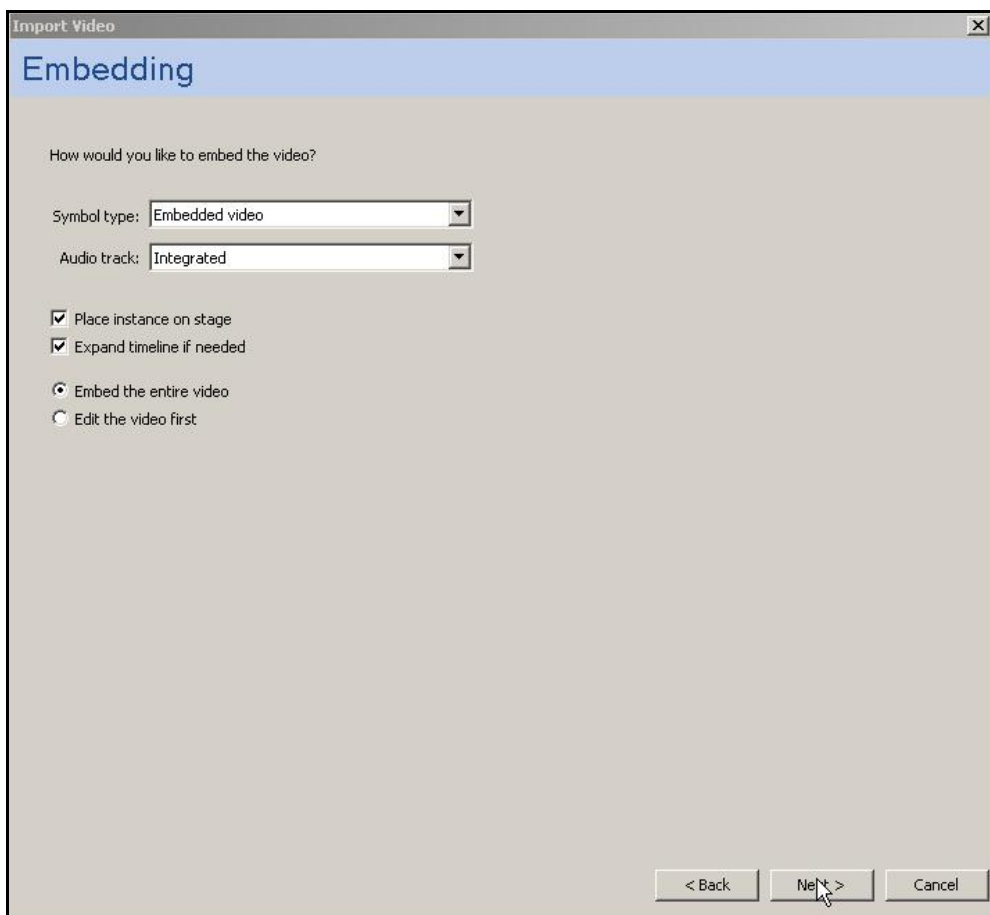 Import Video
Embedding
How would you like to embed the video?
Symbol type: Embedded video
Audio track: Integrated
Place instance on stage
Expand timeline if needed
Embed the entire video
Edit the video first
< Back Next > Cancel